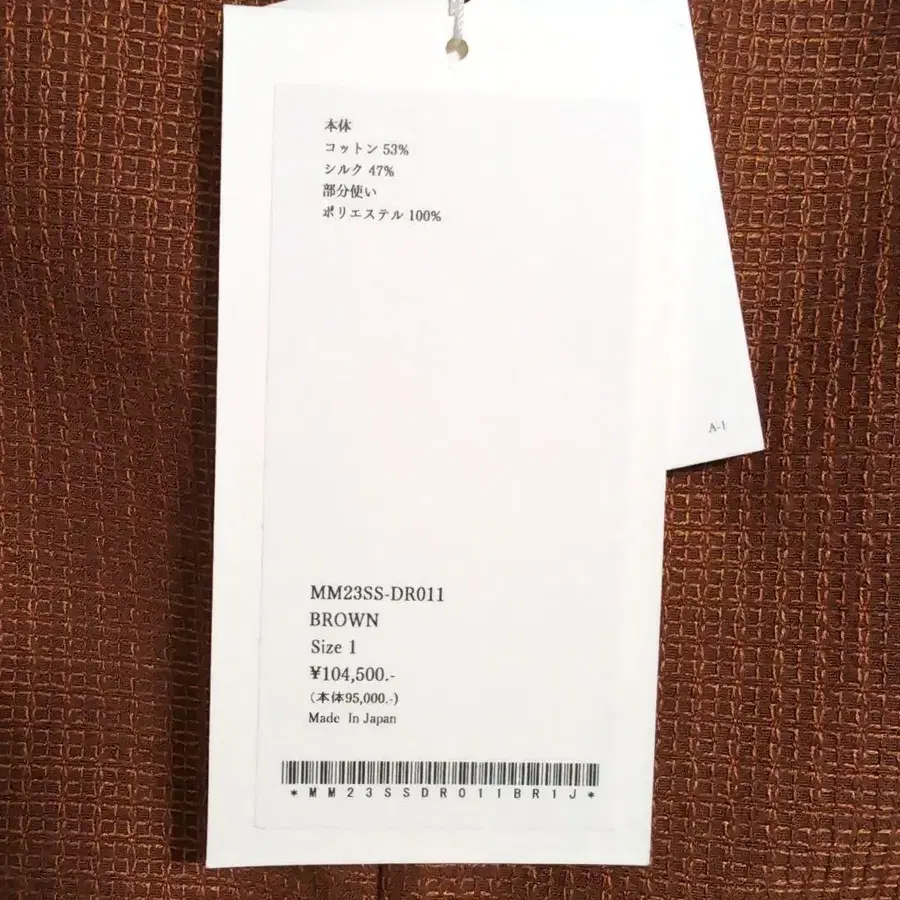 本体
コットン 53%
シルク 47%
部分使い
ポリエステル 100%
A-1
MM23SS-DR011
BROWN
Size 1
¥104,500.-
(本体95,000.-)
Made In Japan
*MM23SSDR011BR1J*